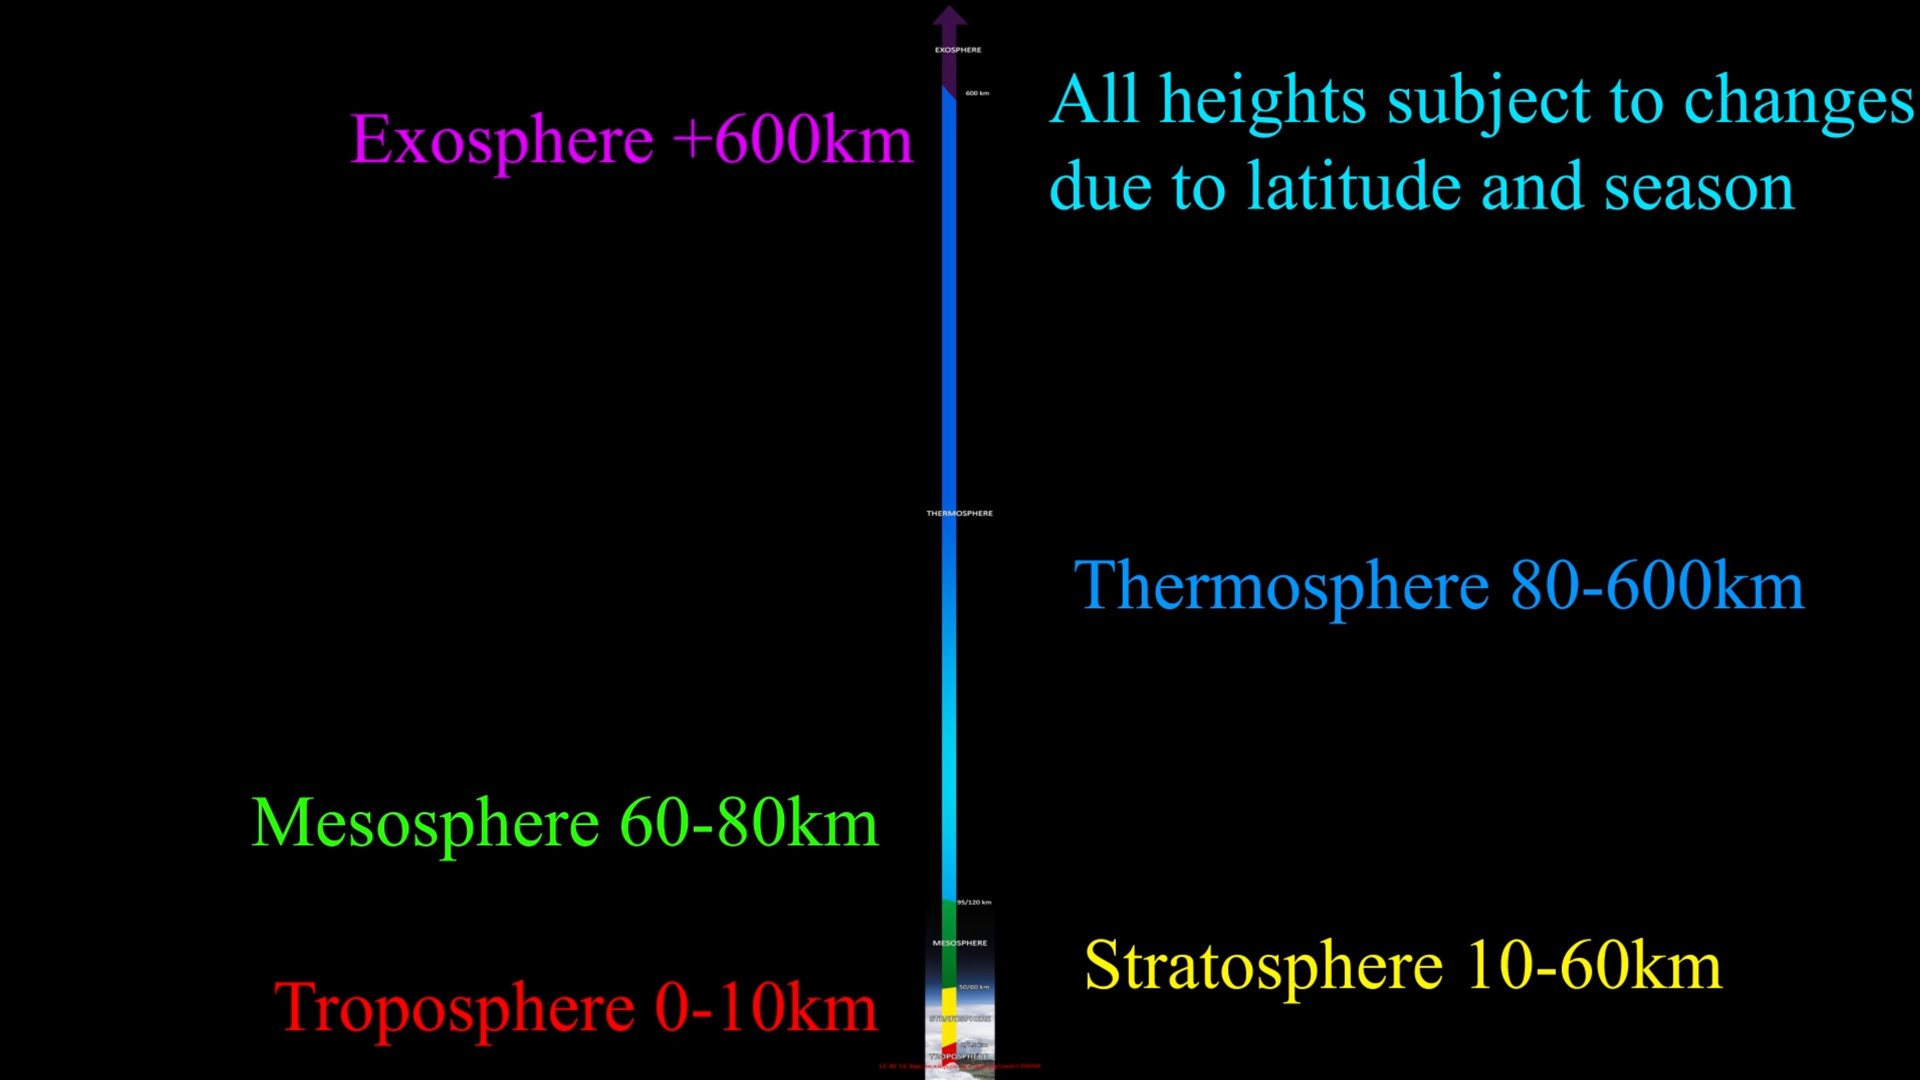 EXOSPHERE
600 km
All heights subject to changes
due to latitude and season
Exosphere +600km
THERMOSPHERE
Thermosphere 80-600km
Mesosphere 60-80km
95/120 km
MESOSPHERE
Stratosphere 10-60km
50/60 km
Troposphere 0-10km
STRATOSPHERE
TROPOSPHERE